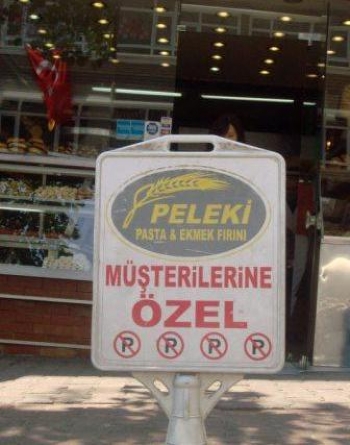 PELEKİ
PASTA & EKMEK FIRINI
MÜŞTERİLERİNE
ÖZEL
P P P P